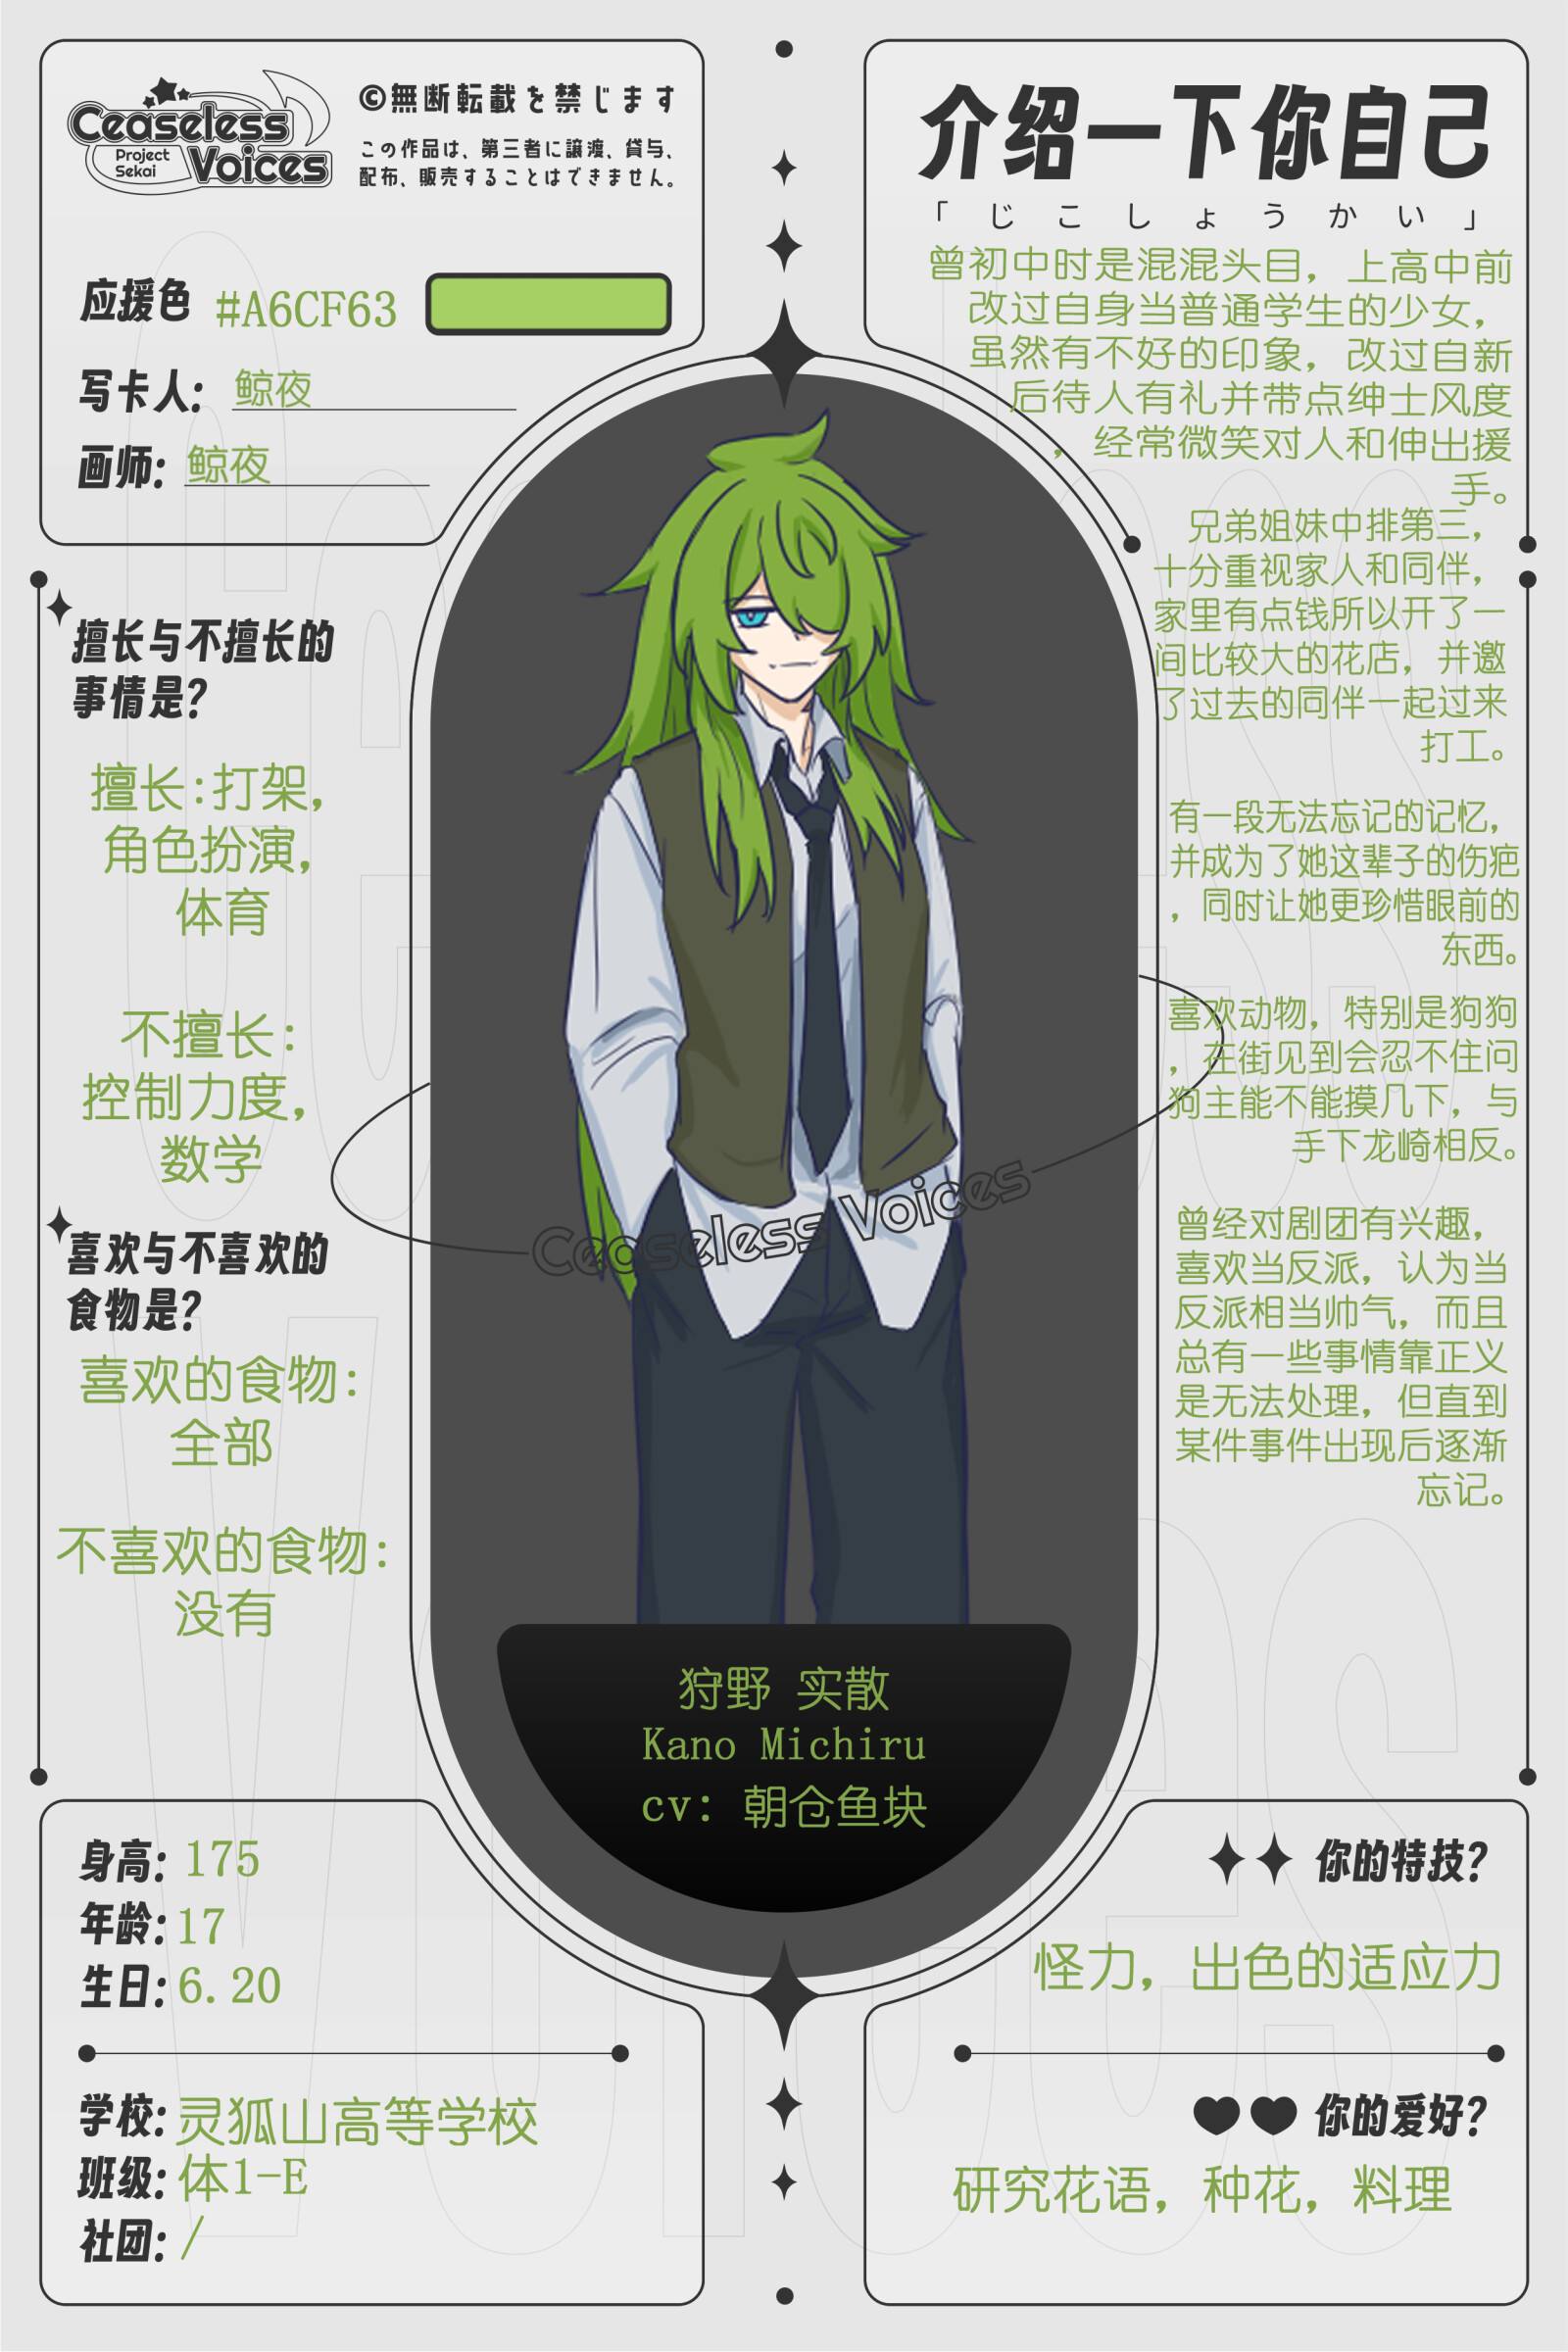 Ceaseless
Project
Sekai
Voices
©無断転載を禁じます
この作品は、第三者に譲渡、貸与、
配布、販売することはできません。
应援色 #A6CF63
写卡人: 鲸夜
画师: 鲸夜
介绍一下你自己
「じこしょうかい」
曾初中时是混混头目，上高中前
改过自身当普通学生的少女，
虽然有不好的印象，改过自新
后待人有礼并带点绅士风度
，经常微笑对人和伸出援
手。
兄弟姐妹中排第三，
十分重视家人和同伴，
家里有点钱所以开了一
间比较大的花店，并邀
了过去的同伴一起过来
打工。
有一段无法忘记的记忆，
并成为了她这辈子的伤疤
，同时让她更珍惜眼前的
东西。
喜欢动物，特别是狗狗
，在街见到会忍不住问
狗主能不能摸几下，与
手下龙崎相反。
曾经对剧团有兴趣，
喜欢当反派，认为当
反派相当帅气，而且
总有一些事情靠正义
是无法处理，但直到
某件事件出现后逐渐
忘记。
擅长与不擅长的
事情是?
擅长:打架，
角色扮演，
体育
不擅长:
控制力度，
数学
喜欢与不喜欢的
食物是?
喜欢的食物:
全部
不喜欢的食物:
没有
Ceaseless Voices
狩野 实散
Kano Michiru
cv: 朝仓鱼块
身高: 175
年龄: 17
生日: 6.20
学校: 灵狐山高等学校
班级: 体1-E
社团: /
你的特技?
怪力，出色的适应力
你的爱好?
研究花语，种花，料理